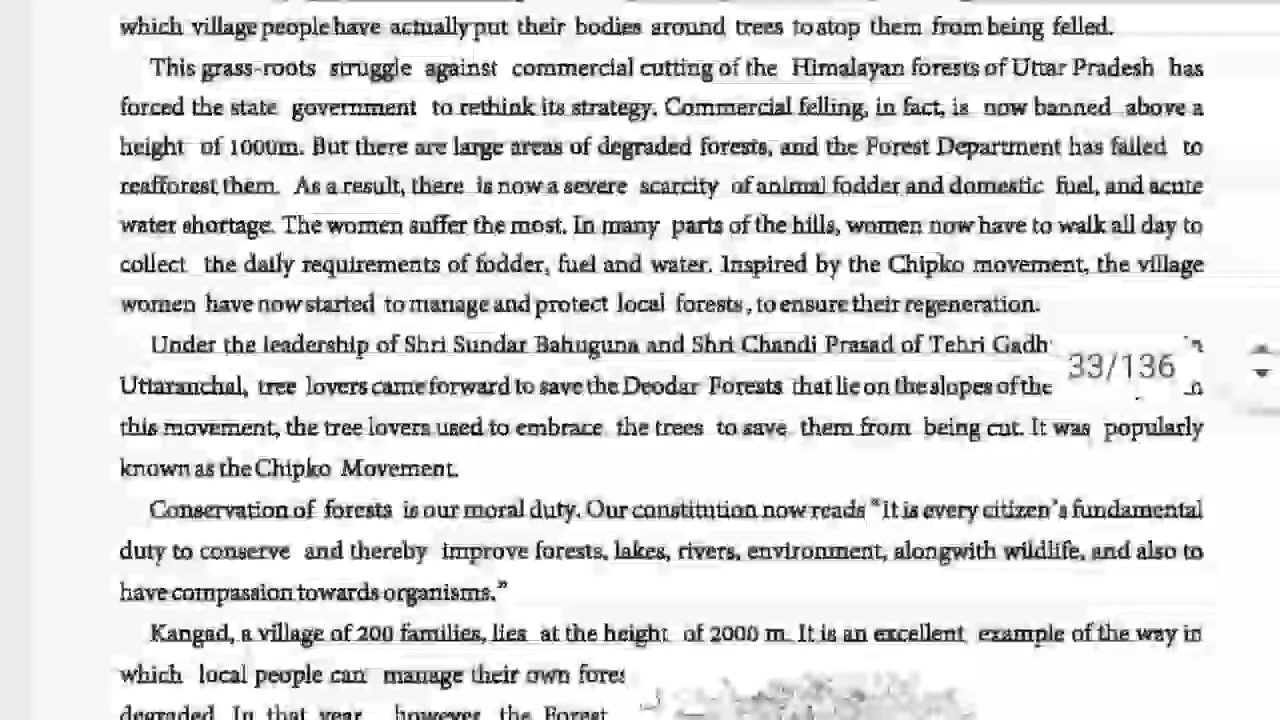 which village people have actually put their bodies around trees to stop them from being felled.
This grass-roots struggle against commercial cutting of the Himalayan forests of Uttar Pradesh has
forced the state government to rethink its strategy. Commercial felling, in fact, is now banned above a
height of 1000m. But there are large areas of degraded forests, and the Forest Department has failed to
reafforest them. As a result, there is now a severe scarcity of animal fodder and domestic fuel, and acute
water shortage. The women suffer the most. In many parts of the hills, women now have to walk all day to
collect the daily requirements of fodder, fuel and water. Inspired by the Chipko movement, the village
women have now started to manage and protect local forests, to ensure their regeneration.
Under the leadership of Shri Sundar Bahuguna and Shri Chandi Prasad of Tehri Gadh
33/136
Uttaranchal, tree lovers came forward to save the Deodar Forests that lie on the slopes of the
this movement, the tree lovers used to embrace the trees to save them from being cut. It was popularly
known as the Chipko Movement.
Conservation of forests is our moral duty. Our constitution now reads "It is every citizen's fundamental
duty to conserve and thereby improve forests, lakes, rivers, environment, alongwith wildlife, and also to
have compassion towards organisms."
Kangad, a village of 200 families, lies at the height of 2000 m. It is an excellent example of the way in
which local people can manage their own
degraded. In that year, however, the Forest